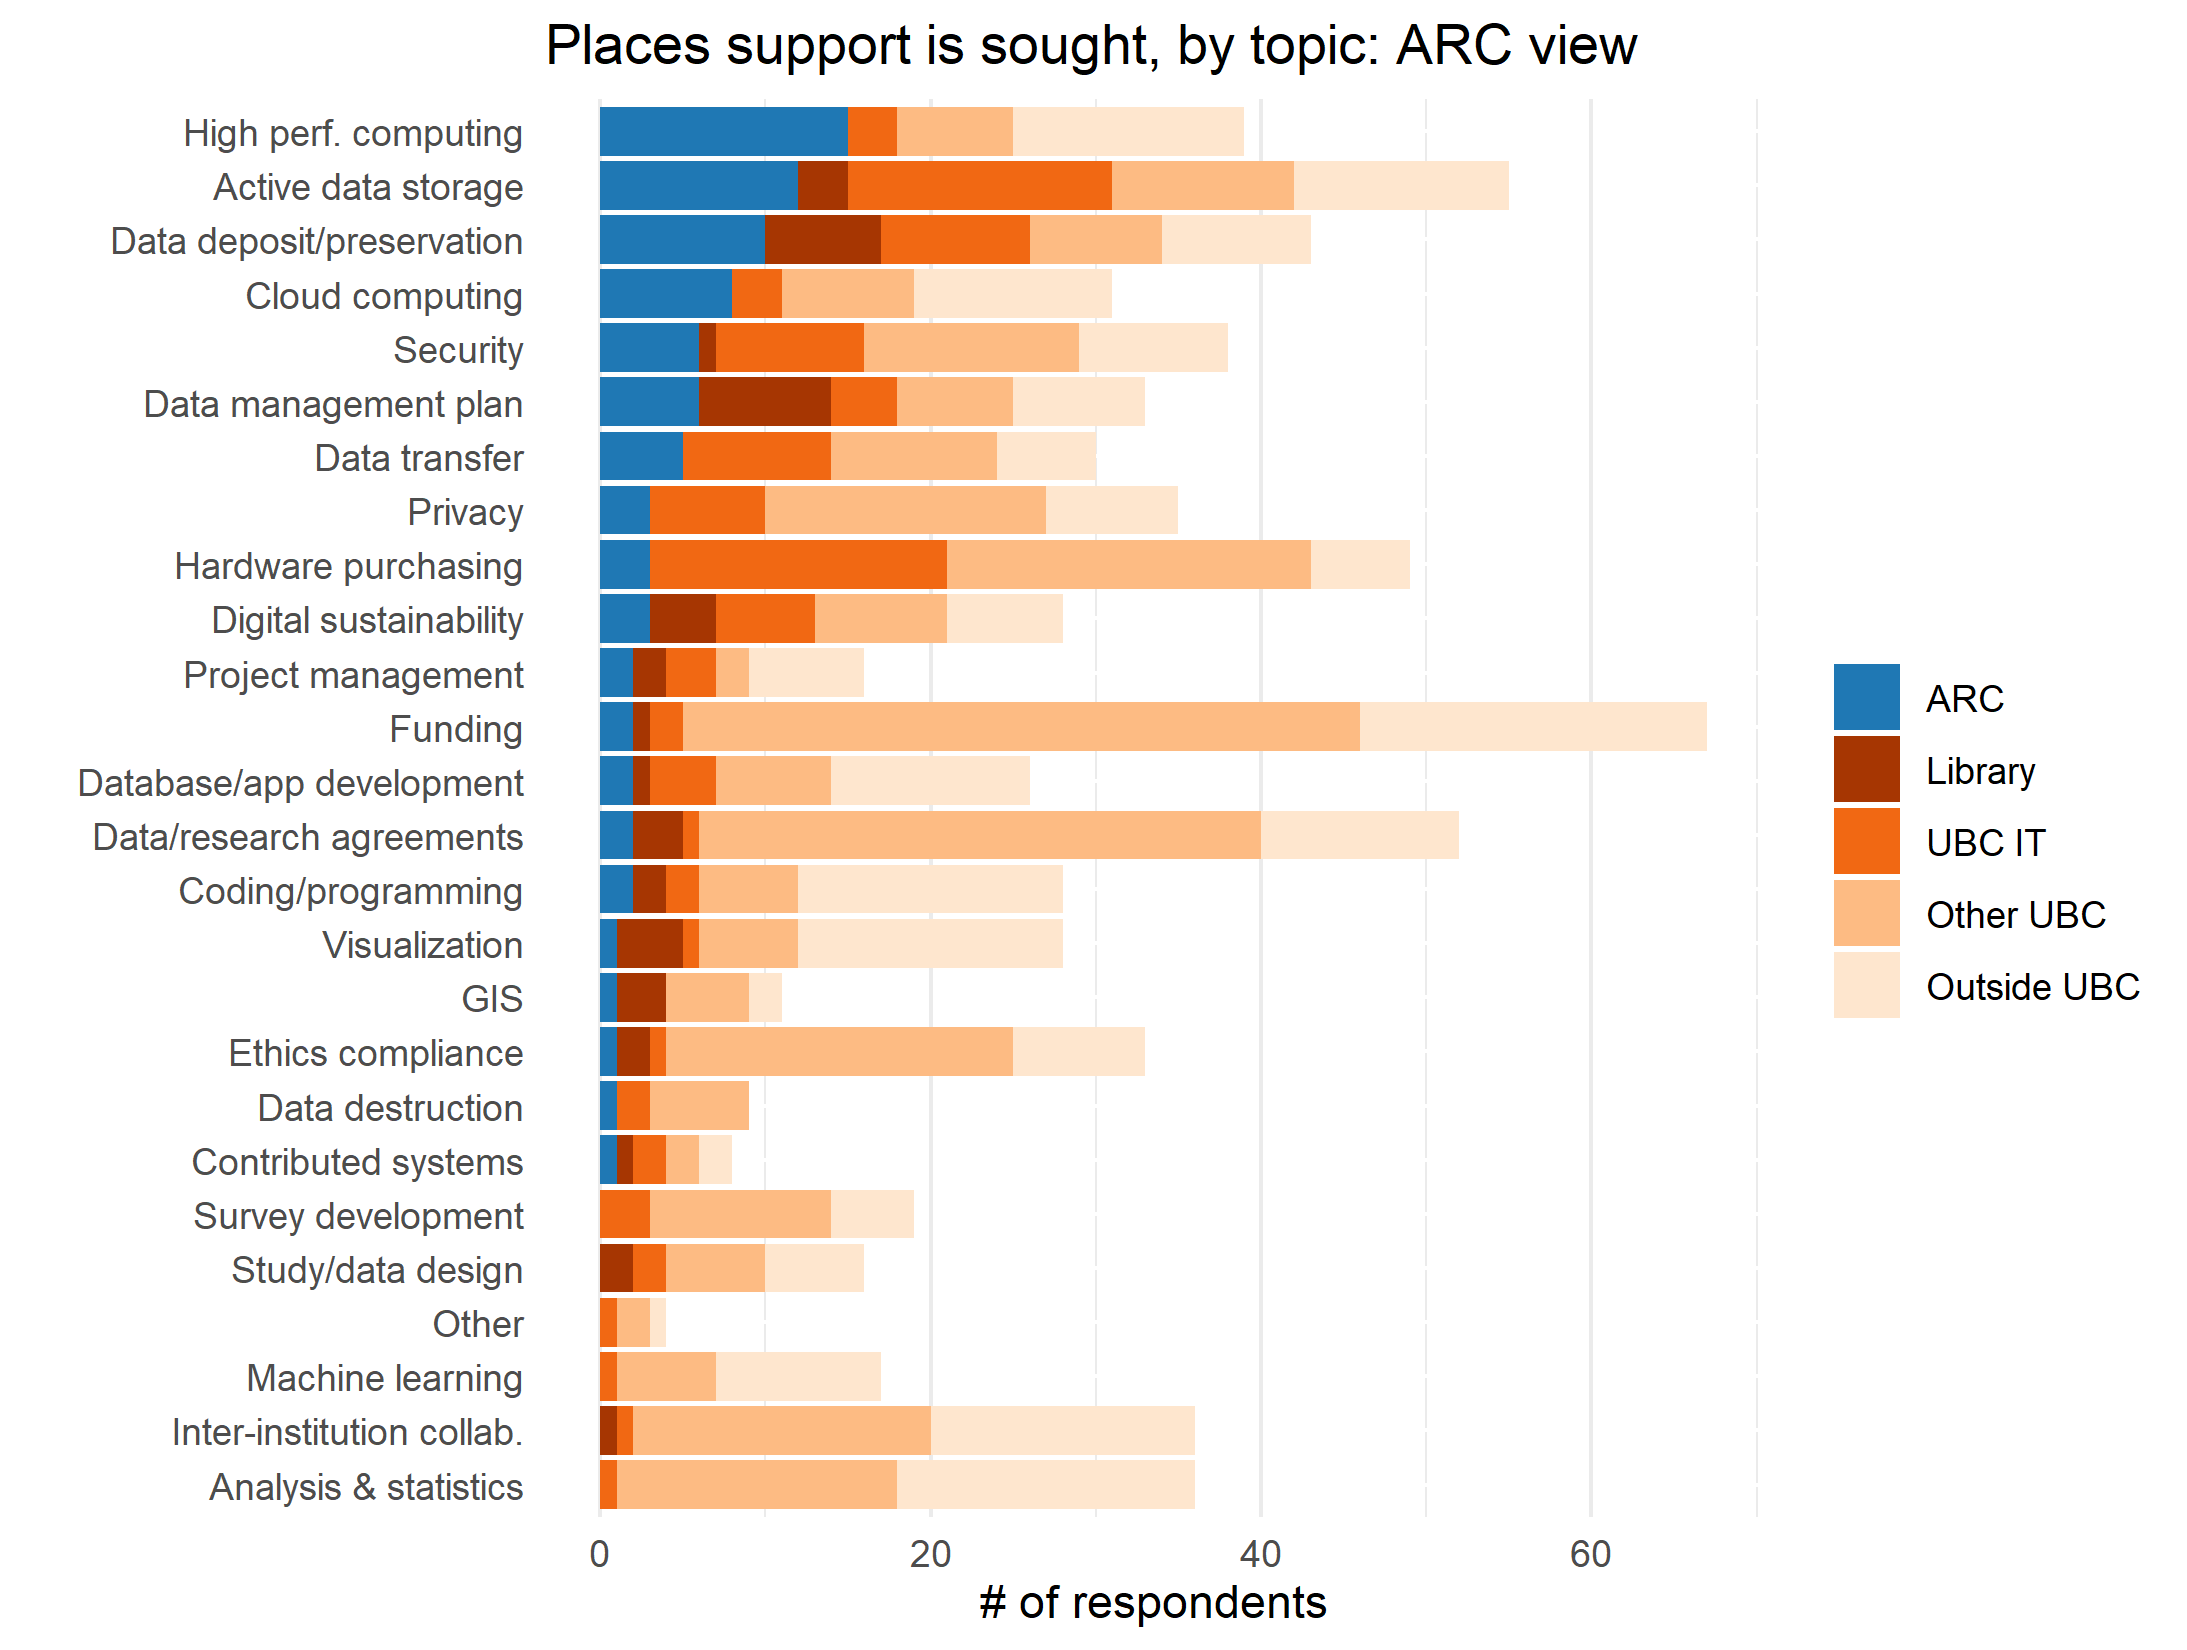 Places support is sought, by topic: ARC view
High perf. computing
Active data storage
Data deposit/preservation
Cloud computing
Security
Data management plan
Data transfer
Privacy
Hardware purchasing
Digital sustainability
Project management
Funding
Database/app development
Data/research agreements
Coding/programming
Visualization
GIS
Ethics compliance
Data destruction
Contributed systems
Survey development
Study/data design
Other
Machine learning
Inter-institution collab.
Analysis & statistics
0 20 40 60
# of respondents
ARC
Library
UBC IT
Other UBC
Outside UBC